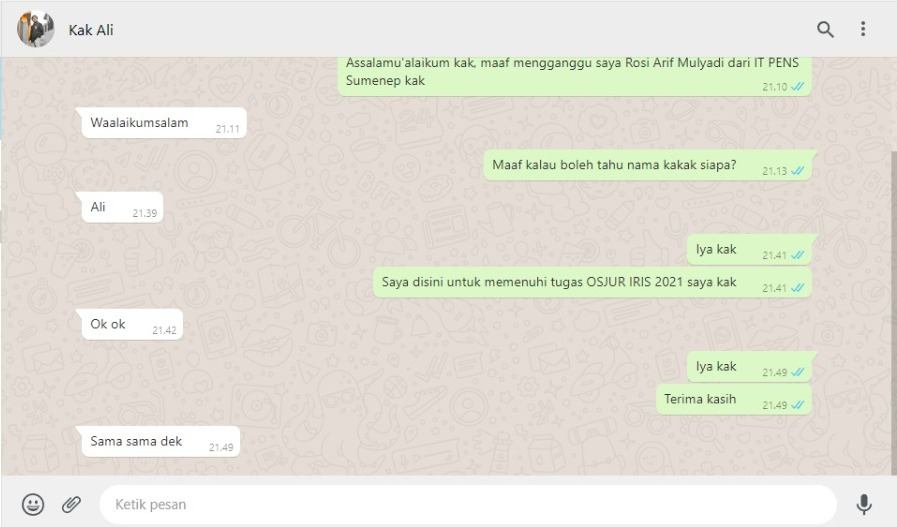 Kak Ali
Assalamu'alaikum kak, maaf mengganggu saya Rosi Arif Mulyadi dari IT PENS
Sumenep kak
21.10
Waalaikumsalam
21.11
Maaf kalau boleh tahu nama kakak siapa?
21.13
Ali
21.39
Iya kak
21.41
Saya disini untuk memenuhi tugas OSJUR IRIS 2021 saya kak
21.41
Ok ok
21.42
Iya kak
21.49
Terima kasih
21.49
Sama sama dek
21.49
Ketik pesan